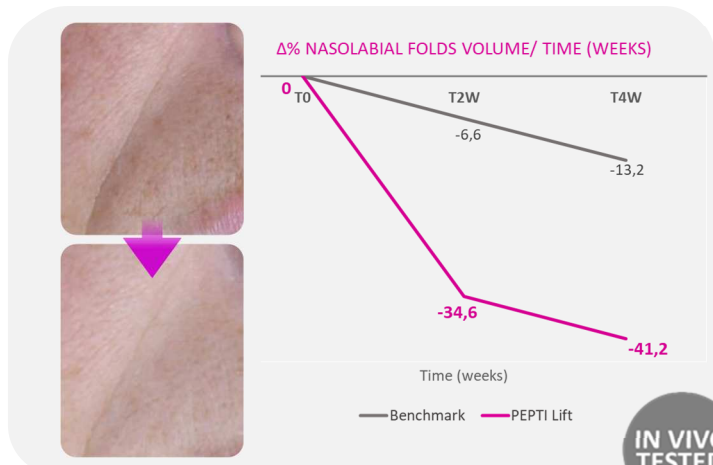 Δ% NASOLABIAL FOLDS VOLUME/ TIME (WEEKS)
0
T0
T2W
T4W
-6,6
-13,2
-34,6
-41,2
Time (weeks)
Benchmark
PEPTI Lift
IN VIVO
TESTED